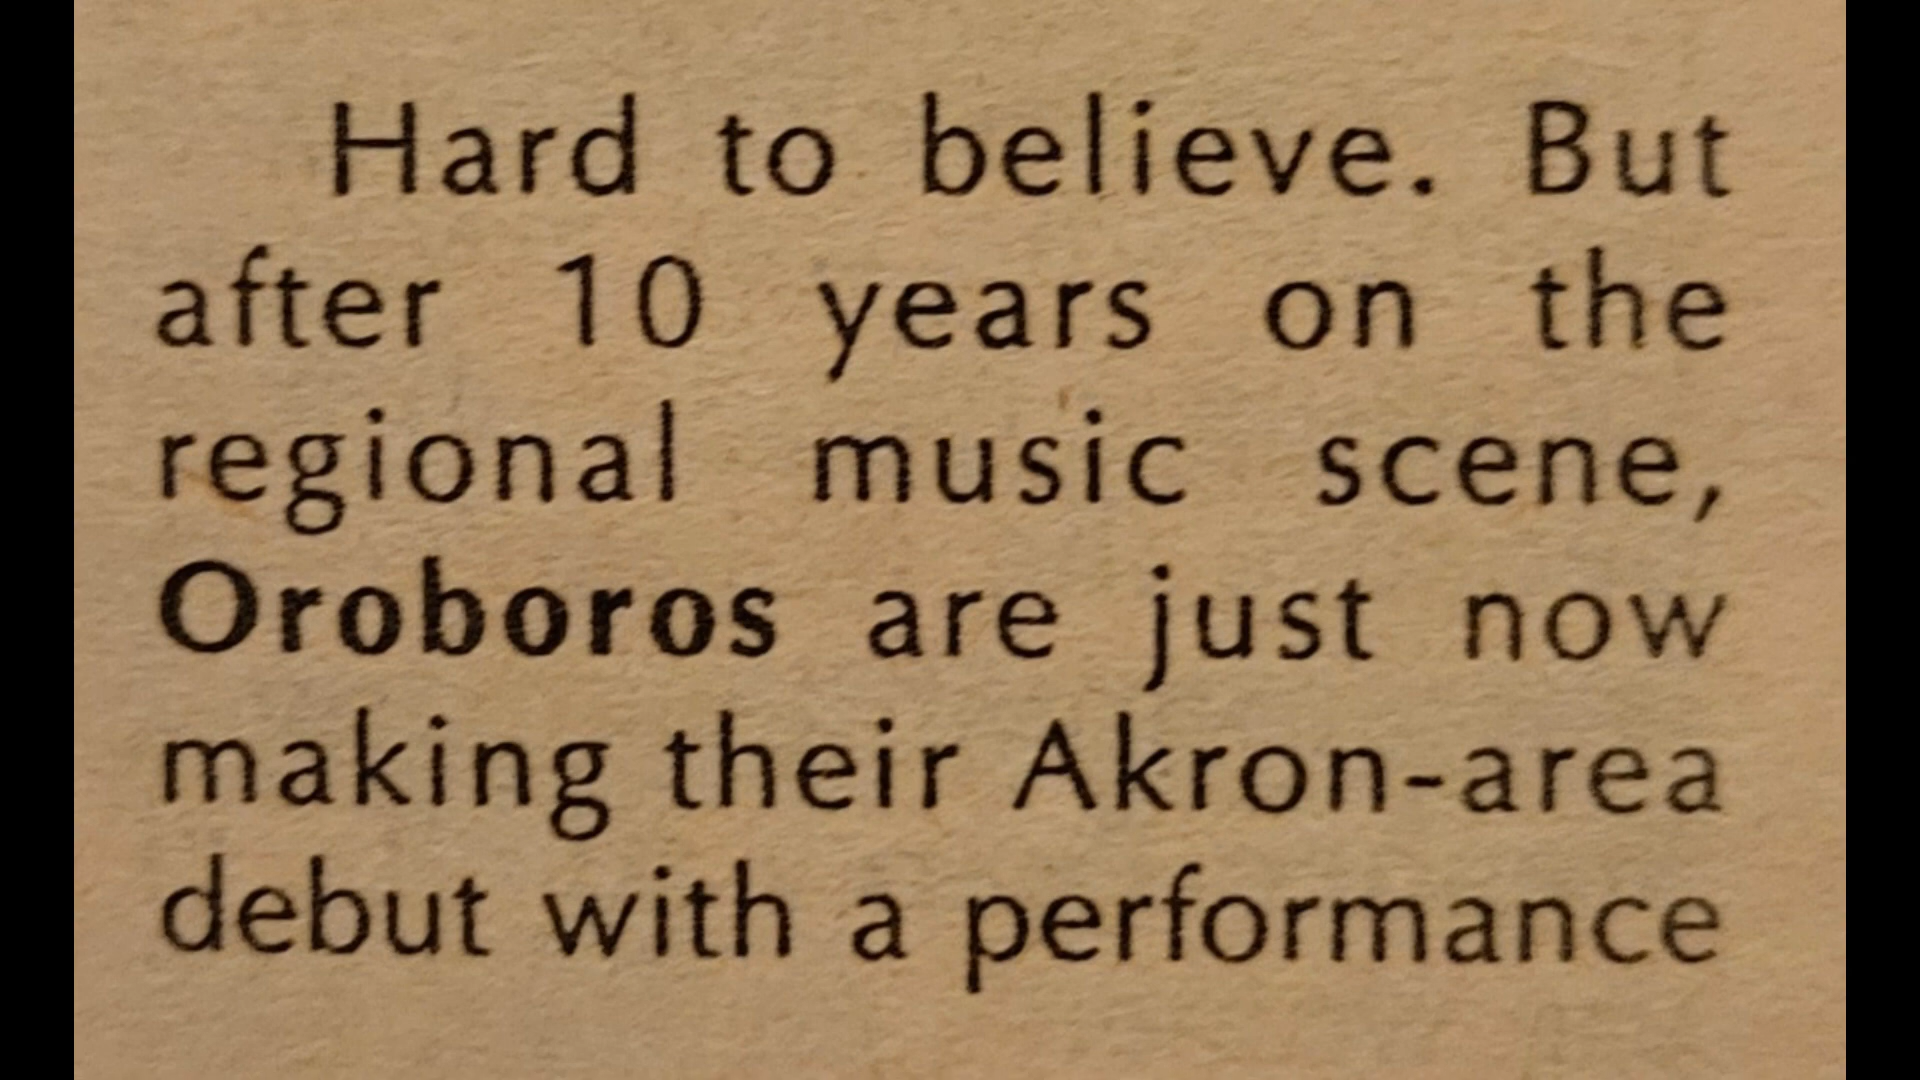 Hard to believe. But
after 10 years on the
regional music scene,
Oroboros are just now
making their Akron-area
debut with a performance